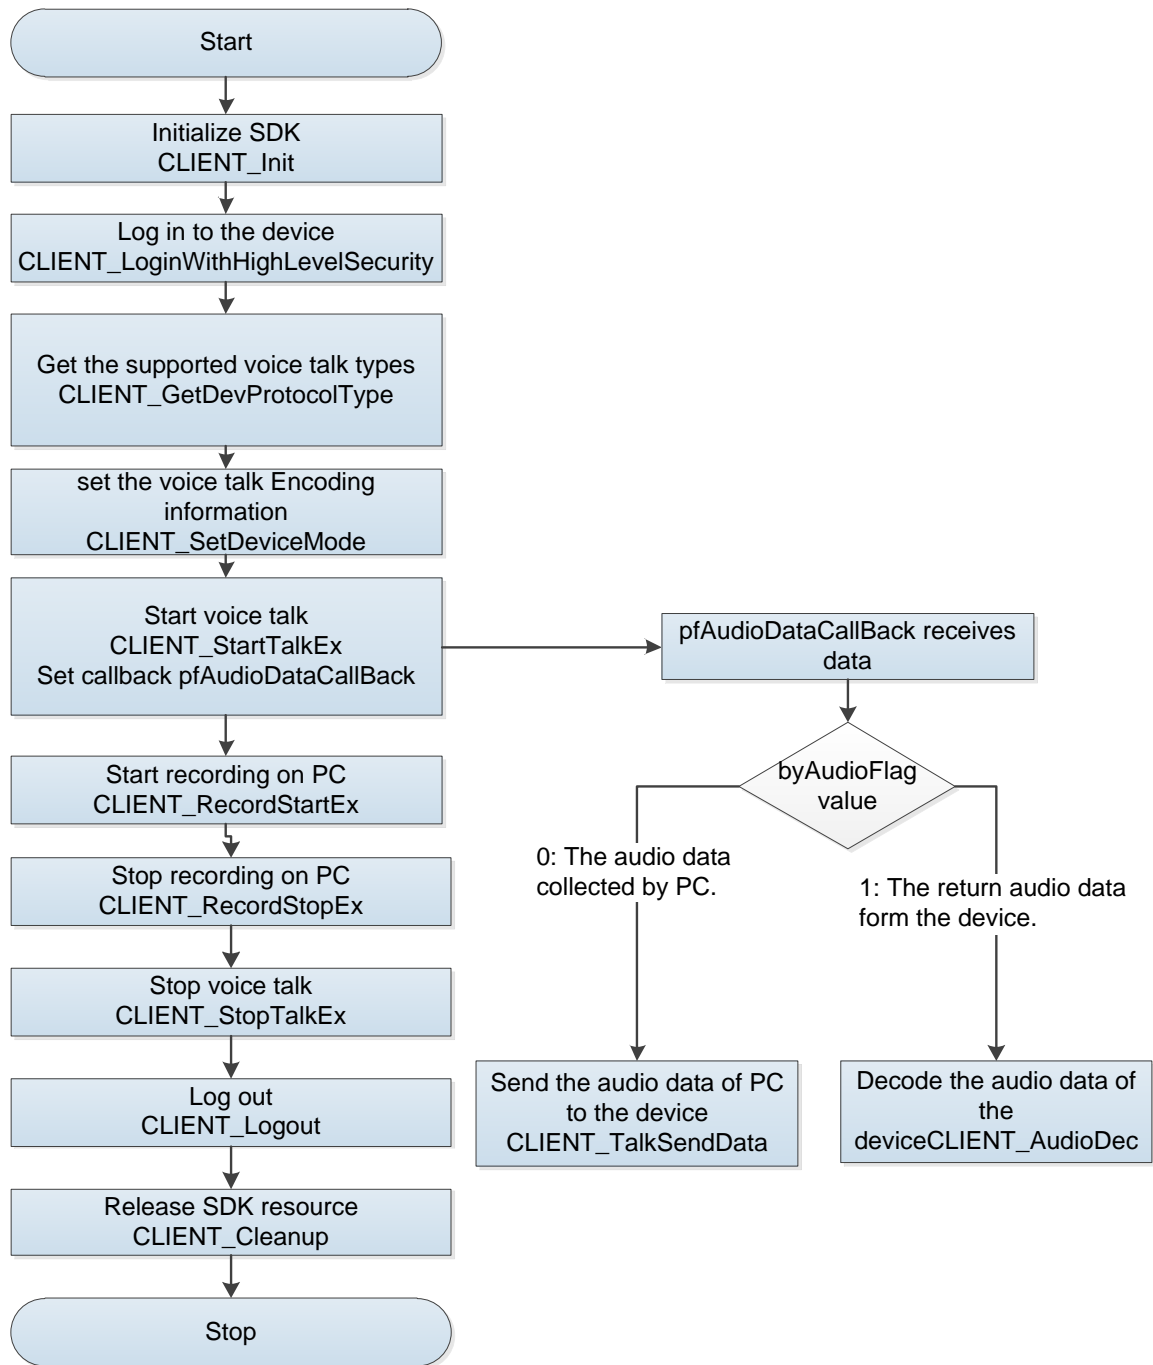 Start
Initialize SDK
CLIENT_Init
Log in to the device
CLIENT_LoginWithHighLevelSecurity
Get the supported voice talk types
CLIENT_GetDevProtocolType
set the voice talk Encoding
information
CLIENT_SetDeviceMode
Start voice talk
CLIENT_StartTalkEx
Set callback pfAudioDataCallBack
Start recording on PC
CLIENT_RecordStartEx
Stop recording on PC
CLIENT_RecordStopEx
Stop voice talk
CLIENT_StopTalkEx
Log out
CLIENT_Logout
Release SDK resource
CLIENT_Cleanup
Stop
pfAudioDataCallBack receives
data
byAudioFlag
value
0: The audio data
collected by PC.
1: The return audio data
form the device.
Send the audio data of PC
to the device
CLIENT_TalkSendData
Decode the audio data of
the
deviceCLIENT_AudioDec